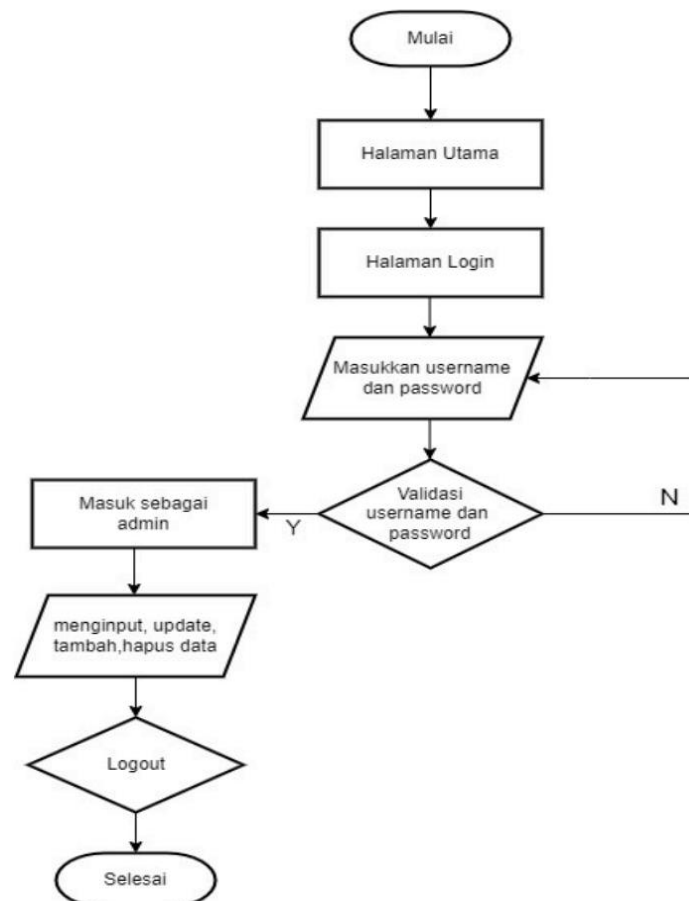 Mulai
Halaman Utama
Halaman Login
Masukkan username
dan password
Validasi
username dan
password
N
Y
Masuk sebagai
admin
menginput, update,
tambah,hapus data
Logout
Selesai